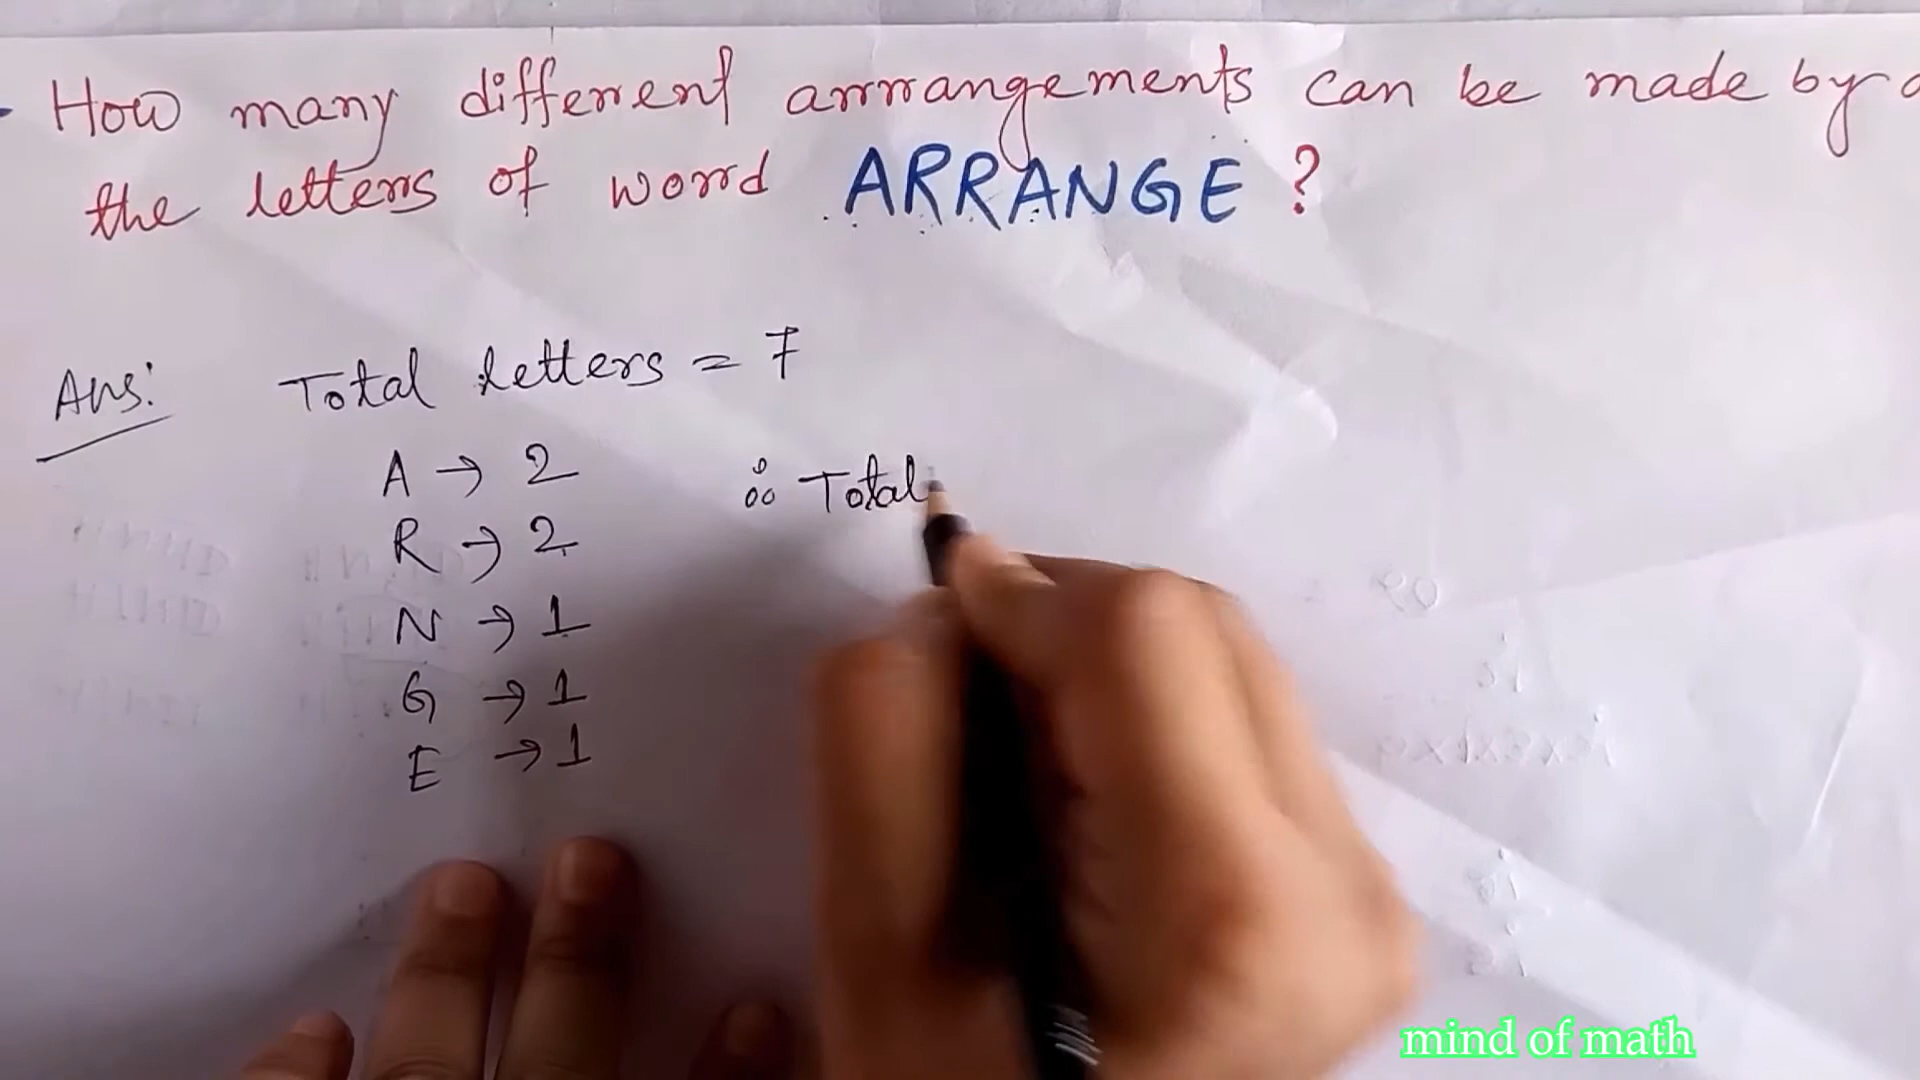 How many different arrangements can be made by
the letters of word ARRANGE ?
Ans: Total letters = 7
A → 2
∴ Total
R → 2
N → 1
G → 1
E → 1
mind of math